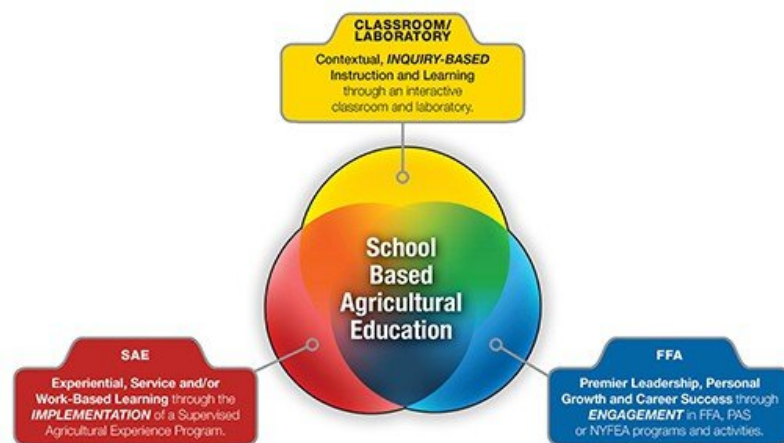 CLASSROOM/
LABORATORY
Contextual, INQUIRY-BASED
Instruction and Learning
through an interactive
classroom and laboratory.
School
Based
Agricultural
Education
SAE
Experiential, Service and/or
Work-Based Learning through the
IMPLEMENTATION of a Supervised
Agricultural Experience Program.
FFA
Premier Leadership, Personal
Growth and Career Success through
ENGAGEMENT in FFA, PAS
or NYFEA programs and activities.